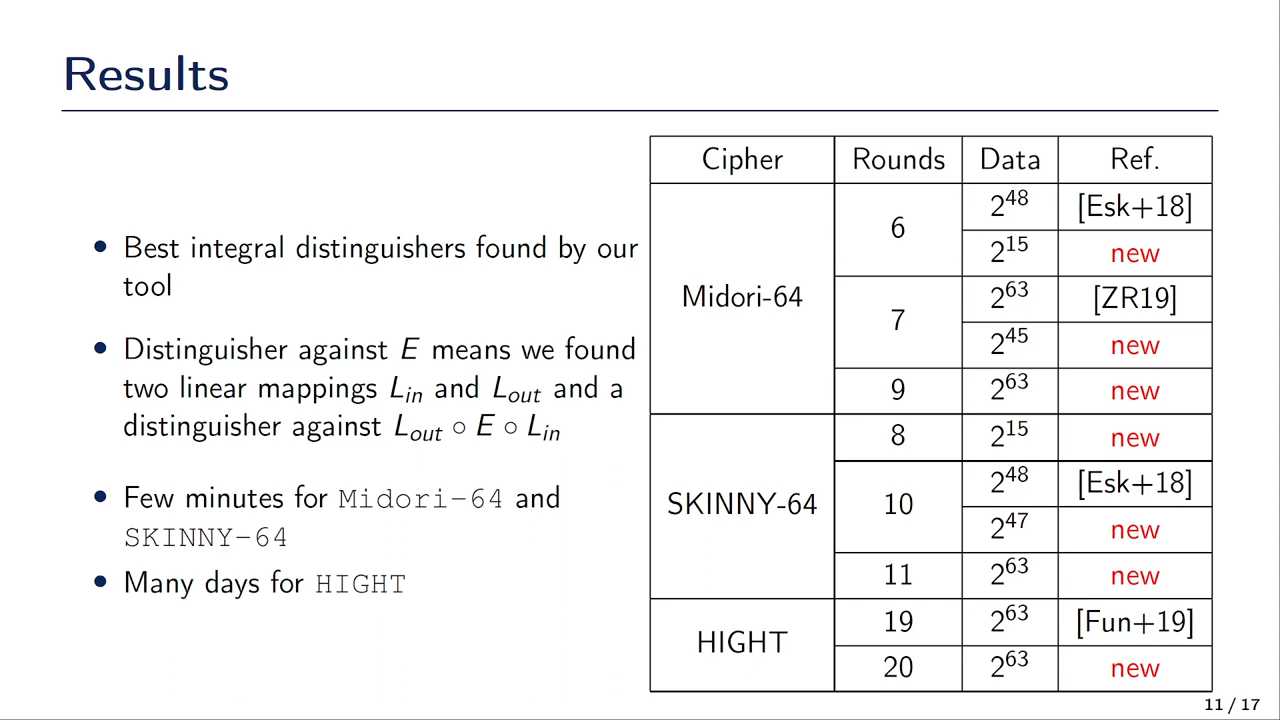 Results
• Best integral distinguishers found by our
tool
• Distinguisher against E means we found
two linear mappings L_in and L_out and a
distinguisher against L_out ∘ E ∘ L_in
• Few minutes for Midori-64 and
SKINNY-64
• Many days for HIGHT
Cipher Rounds Data Ref.
Midori-64 6 2^48 [Esk+18]
2^15 new
7 2^63 [ZR19]
2^45 new
9 2^63 new
SKINNY-64 8 2^15 new
10 2^48 [Esk+18]
2^47 new
11 2^63 new
HIGHT 19 2^63 [Fun+19]
20 2^63 new
11 / 17